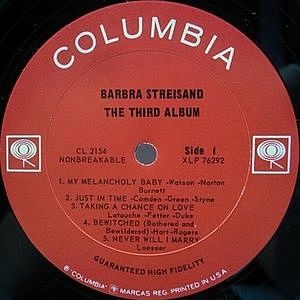 COLUMBIA
BARBRA STREISAND
THE THIRD ALBUM
CL 2154
NONBREAKABLE
Side 1
XLP 76292
1. MY MELANCHOLY BABY -Watson -Norton
Burnett
2. JUST IN TIME -Comden -Green -Styne
3. TAKING A CHANCE ON LOVE
Latouche -Fetter -Duke
4. BEWITCHED (Bothered and
Bewildered) -Hart -Rogers
5. NEVER WILL I MARRY
Loesser
GUARANTEED HIGH FIDELITY
® "COLUMBIA" MARCAS REG. PRINTED IN U.S.A.